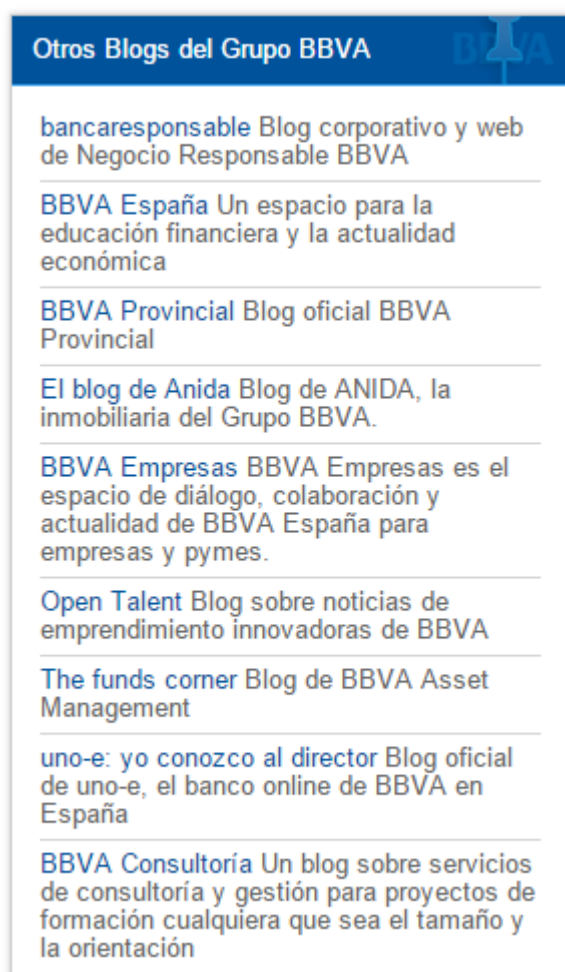 Otros Blogs del Grupo BBVA
BBVA
bancaresponsable Blog corporativo y web
de Negocio Responsable BBVA
BBVA España Un espacio para la
educación financiera y la actualidad
económica
BBVA Provincial Blog oficial BBVA
Provincial
El blog de Anida Blog de ANIDA, la
inmobiliaria del Grupo BBVA.
BBVA Empresas BBVA Empresas es el
espacio de diálogo, colaboración y
actualidad de BBVA España para
empresas y pymes.
Open Talent Blog sobre noticias de
emprendimiento innovadoras de BBVA
The funds corner Blog de BBVA Asset
Management
uno-e: yo conozco al director Blog oficial
de uno-e, el banco online de BBVA en
España
BBVA Consultoría Un blog sobre servicios
de consultoría y gestión para proyectos de
formación cualquiera que sea el tamaño y
la orientación